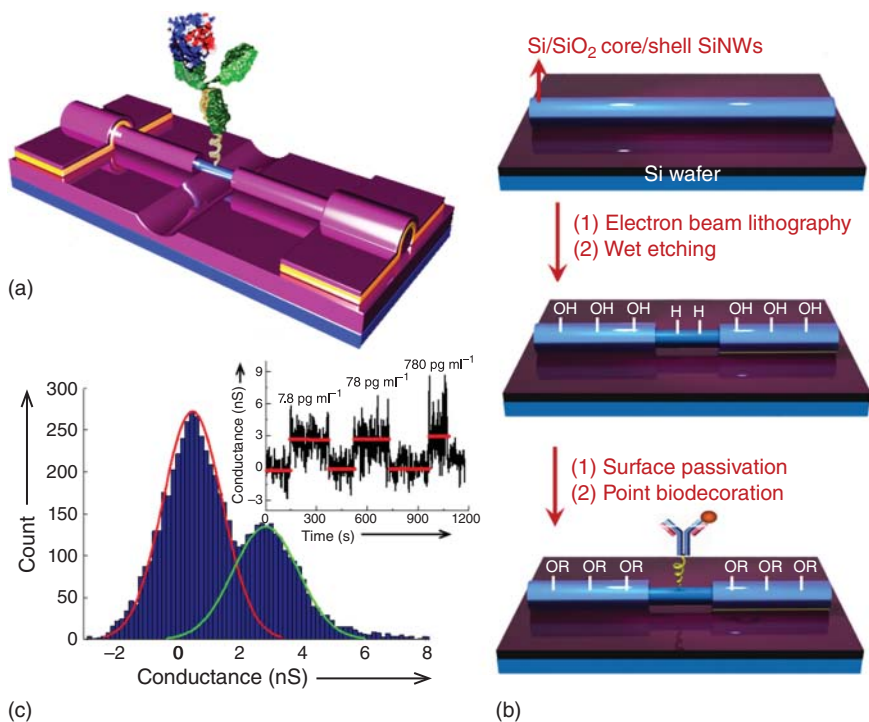 (a)
Si/SiO₂ core/shell SiNWs
Si wafer
(1) Electron beam lithography
(2) Wet etching
OH OH OH H H OH OH OH
(1) Surface passivation
(2) Point biodecoration
OR OR OR OR OR OR
(b)
300
250
200
150
100
50
0
Count
−2 0 2 4 6 8
Conductance (nS)
9
6
3
0
−3
Conductance (nS)
7.8 pg ml⁻¹ 78 pg ml⁻¹ 780 pg ml⁻¹
0 300 600 900 1200
Time (s)
(c)